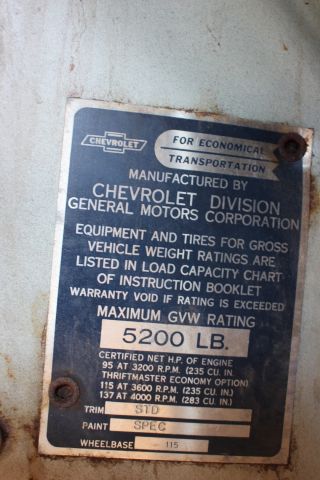 CHEVROLET
FOR ECONOMICAL
TRANSPORTATION
MANUFACTURED BY
CHEVROLET DIVISION
GENERAL MOTORS CORPORATION
EQUIPMENT AND TIRES FOR GROSS
VEHICLE WEIGHT RATINGS ARE
LISTED IN LOAD CAPACITY CHART
OF INSTRUCTION BOOKLET
WARRANTY VOID IF RATING IS EXCEEDED
MAXIMUM GVW RATING
5200 LB.
CERTIFIED NET H.P. OF ENGINE
95 AT 3200 R.P.M. (235 CU. IN.
THRIFTMASTER ECONOMY OPTION)
115 AT 3600 R.P.M. (235 CU. IN.)
137 AT 4000 R.P.M. (283 CU. IN.)
TRIM STD
PAINT SPEC
WHEELBASE 115